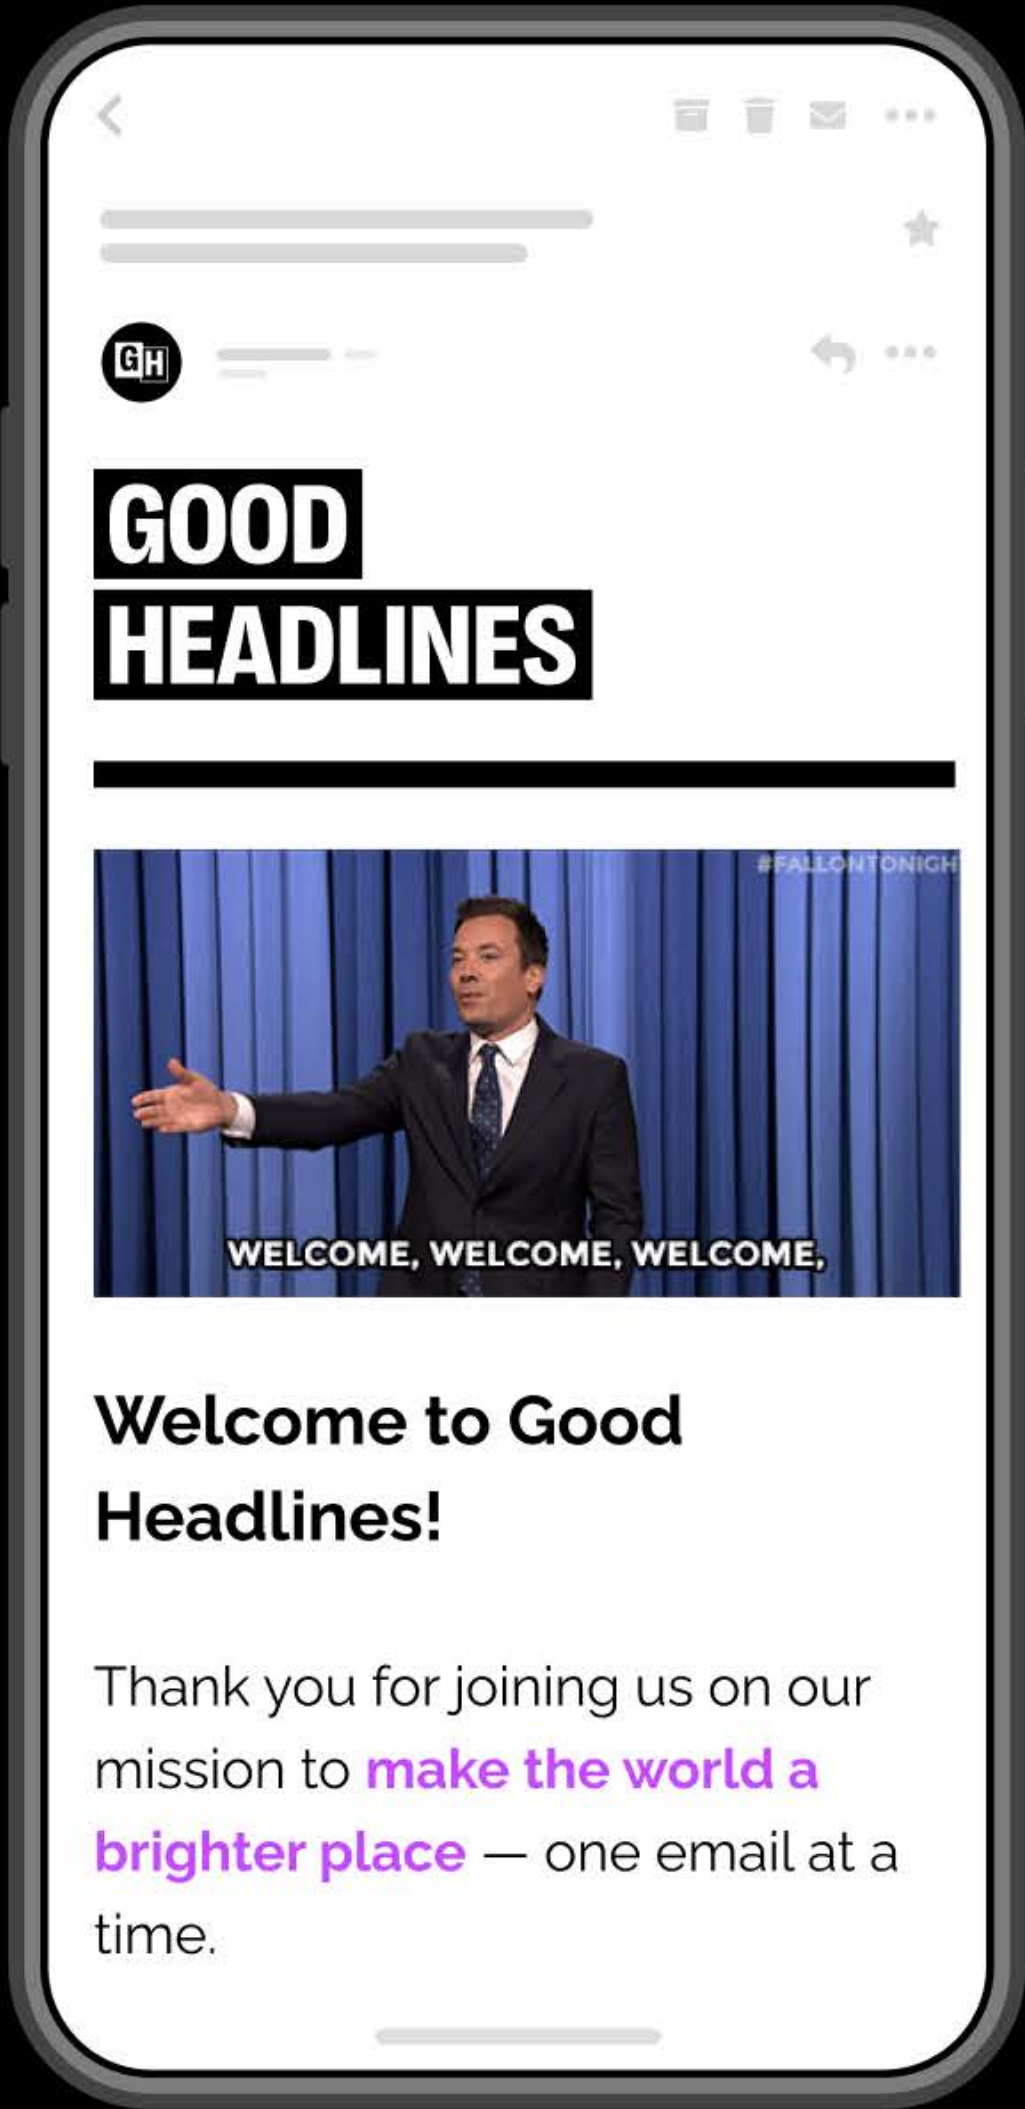 GH
GOOD
HEADLINES
#FALLONTONIGH
WELCOME, WELCOME, WELCOME,
Welcome to Good
Headlines!
Thank you for joining us on our
mission to make the world a
brighter place — one email at a
time.